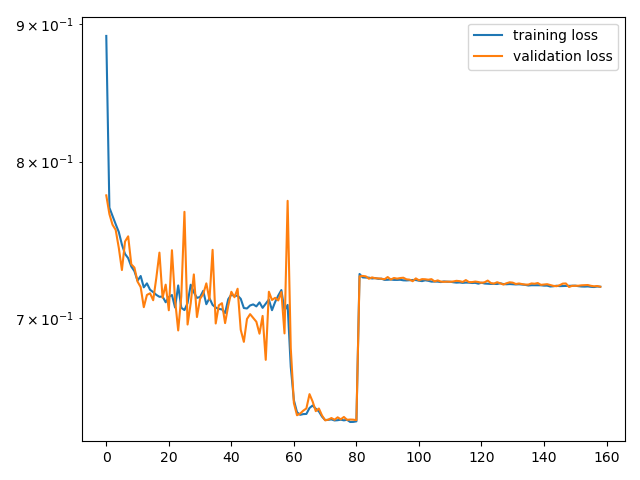 9 × 10⁻¹
8 × 10⁻¹
7 × 10⁻¹
training loss
validation loss
0 20 40 60 80 100 120 140 160